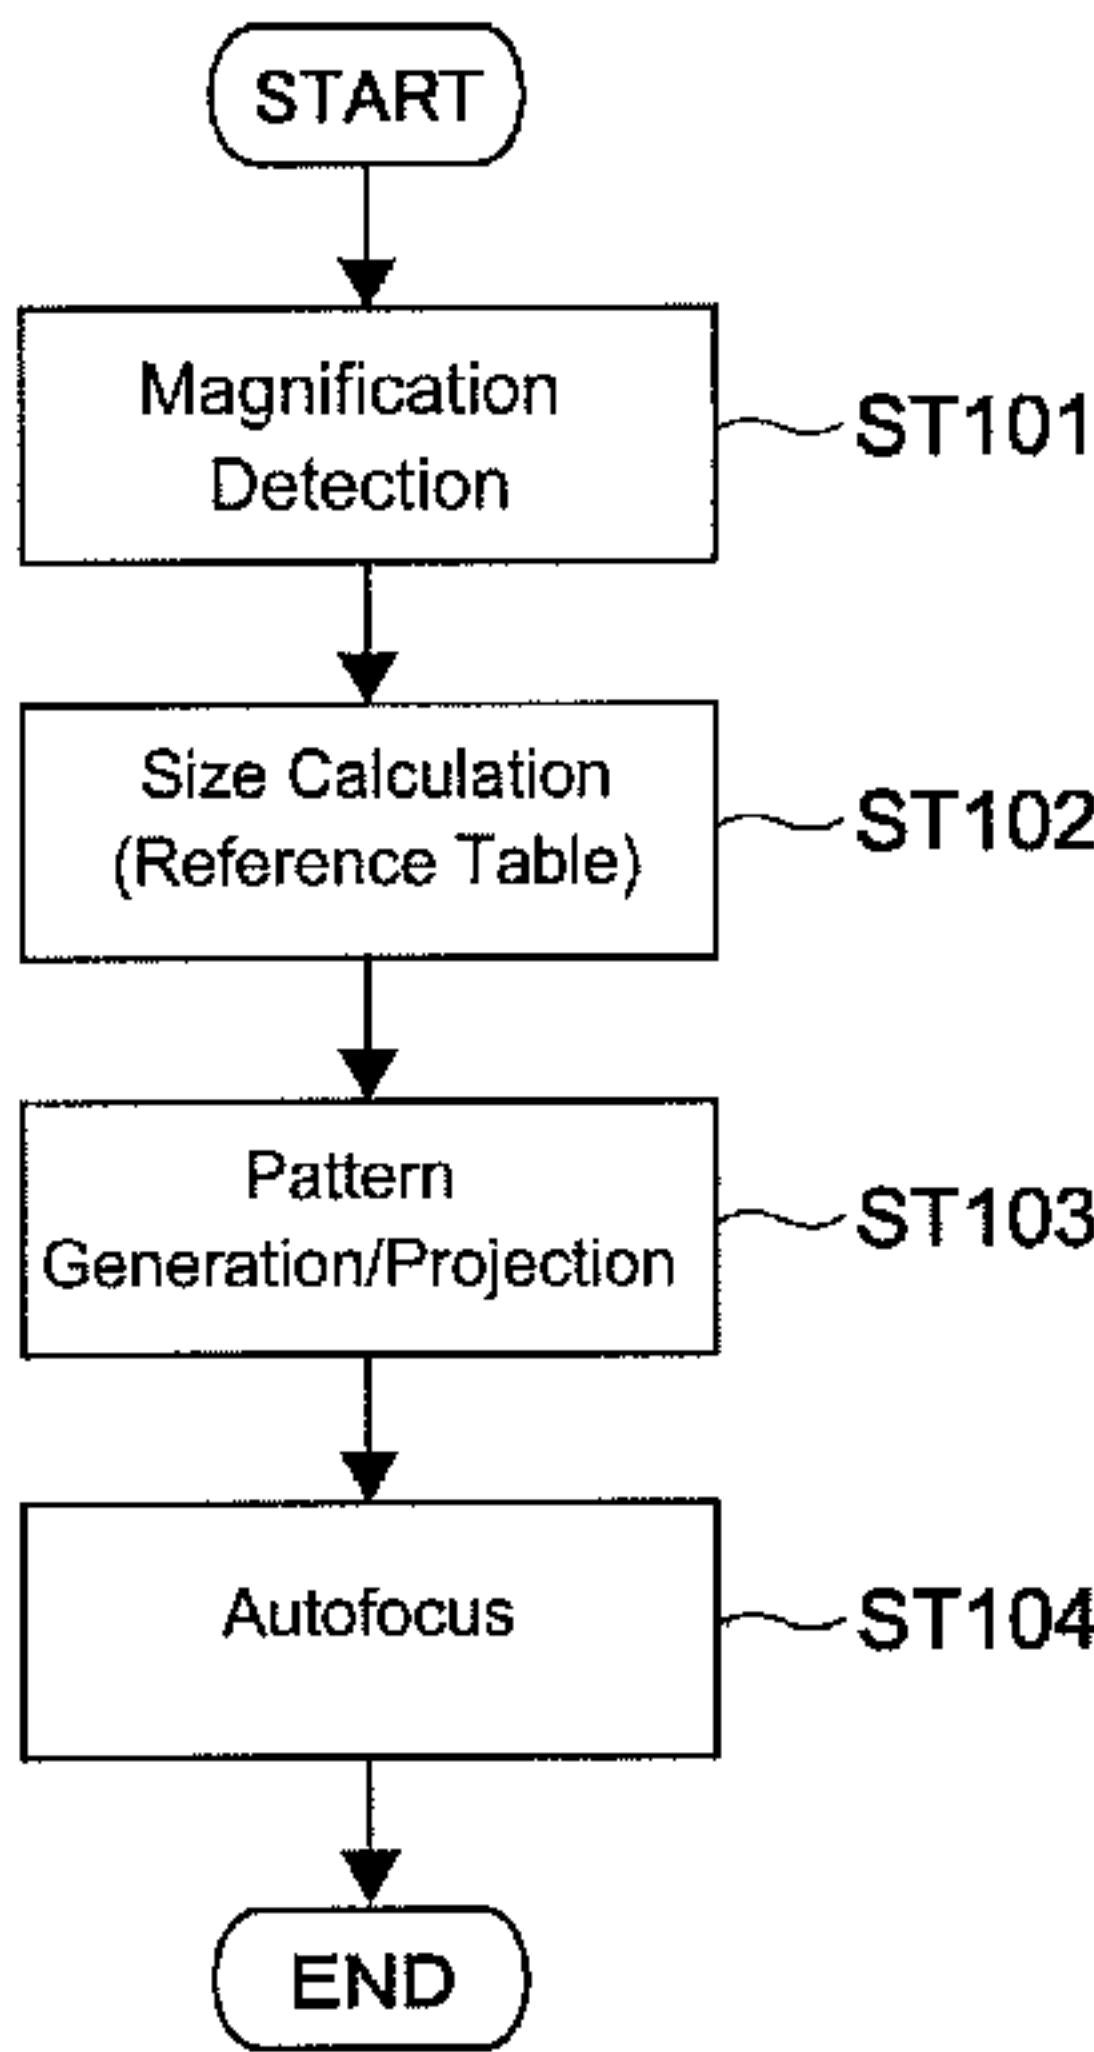 START
Magnification
Detection
ST101
Size Calculation
(Reference Table)
ST102
Pattern
Generation/Projection
ST103
Autofocus
ST104
END